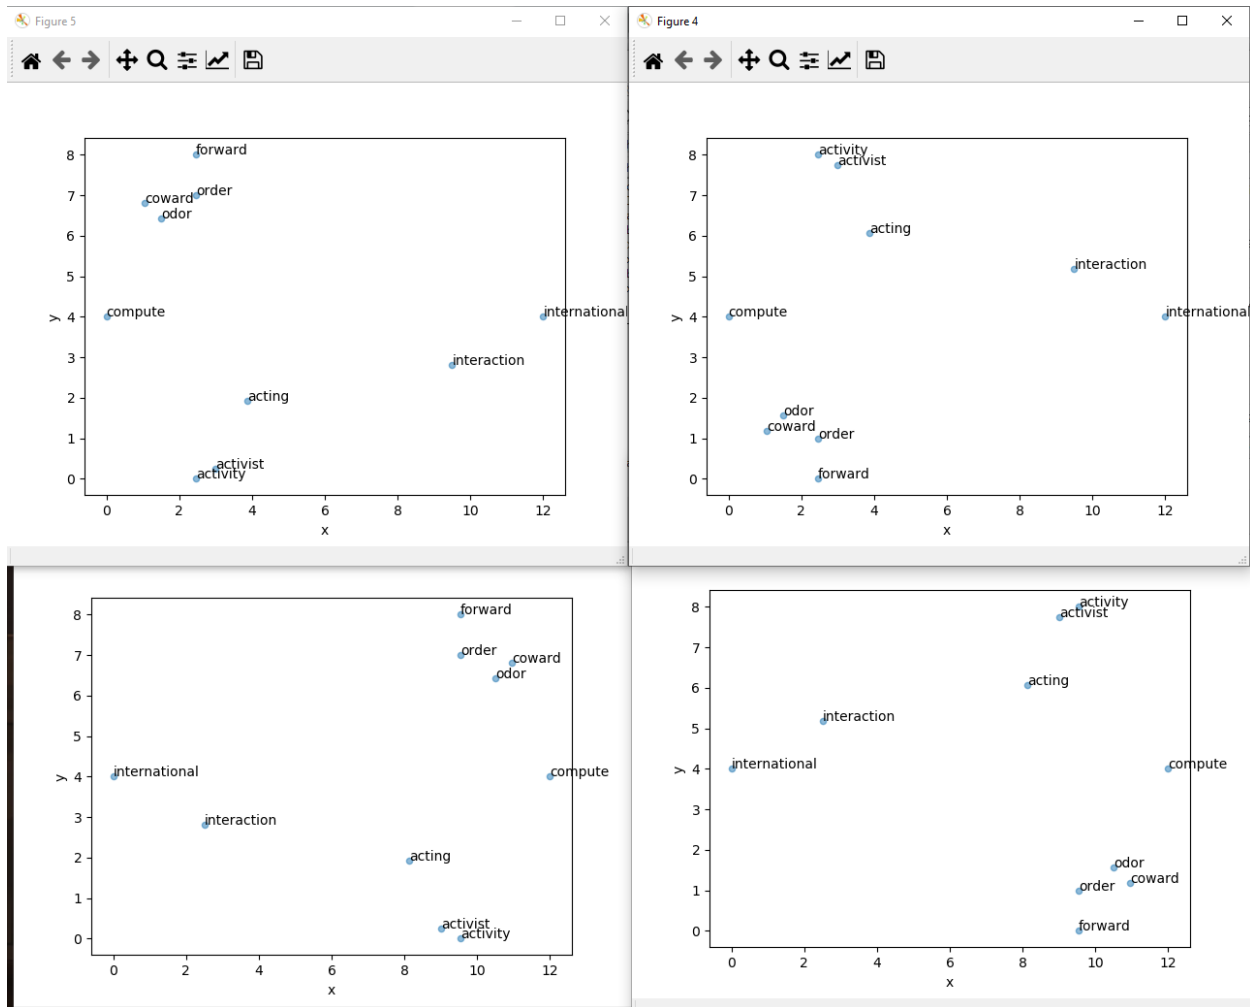 Figure 5
forward
8
order
7
coward
odor
6
5
compute
international
y
4
interaction
3
acting
2
1
activist
activity
0
0 2 4 6 8 10 12
x
Figure 4
activity
8
activist
7
acting
6
interaction
5
compute
international
y
4
3
2
odor
coward
order
1
forward
0
0 2 4 6 8 10 12
x
forward
8
order
7
coward
odor
6
5
international
compute
y
4
interaction
3
acting
2
1
activist
activity
0
0 2 4 6 8 10 12
x
activity
8
activist
7
acting
6
interaction
5
international
compute
y
4
3
2
odor
coward
order
1
forward
0
0 2 4 6 8 10 12
x